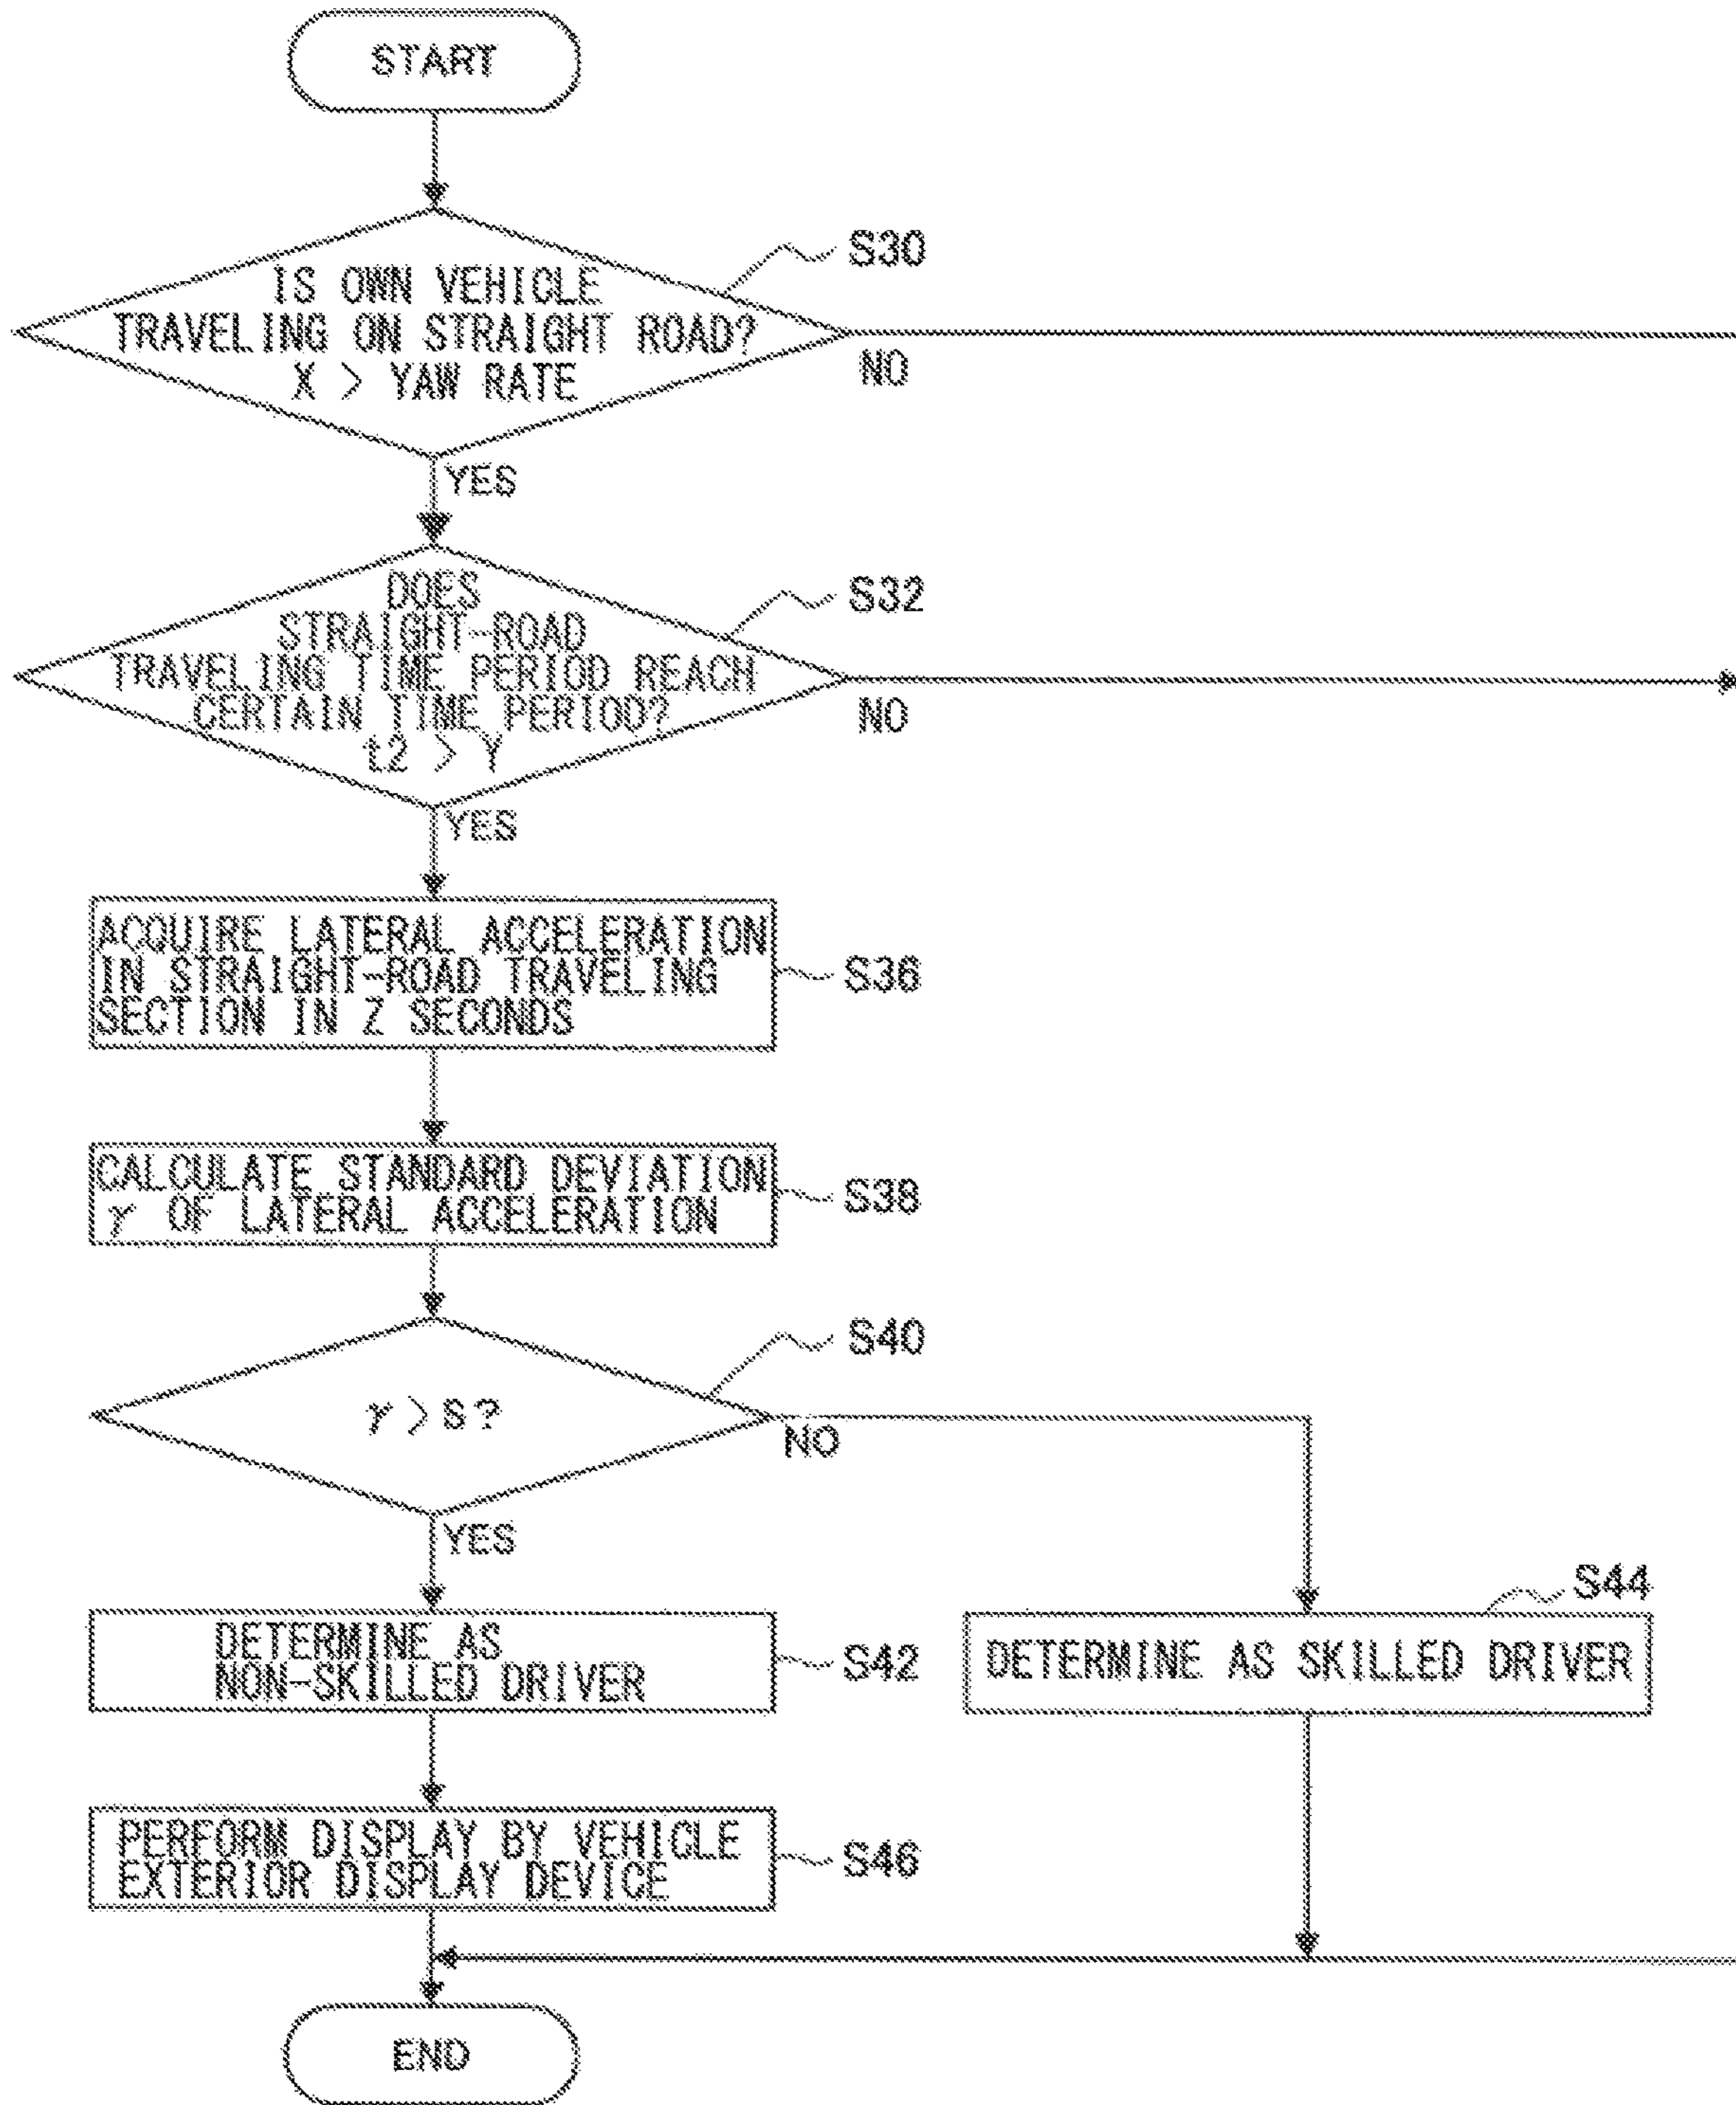 START
IS OWN VEHICLE
TRAVELING ON STRAIGHT ROAD?
X > YAW RATE
S30
NO
YES
DOES
STRAIGHT-ROAD
TRAVELING TIME PERIOD REACH
CERTAIN TIME PERIOD?
t2 > Y
S32
NO
YES
ACQUIRE LATERAL ACCELERATION
IN STRAIGHT-ROAD TRAVELING
SECTION IN Z SECONDS
S36
CALCULATE STANDARD DEVIATION
γ OF LATERAL ACCELERATION
S38
γ > S?
S40
NO
YES
DETERMINE AS
NON-SKILLED DRIVER
S42
DETERMINE AS SKILLED DRIVER
S44
PERFORM DISPLAY BY VEHICLE
EXTERIOR DISPLAY DEVICE
S46
END